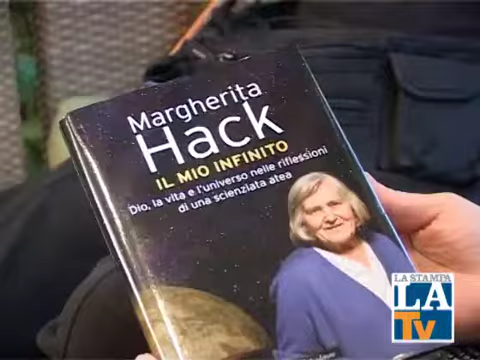 Margherita
Hack
IL MIO INFINITO
Dio, la vita e l'universo nelle riflessioni
di una scienziata atea
LA STAMPA
LA
Tv